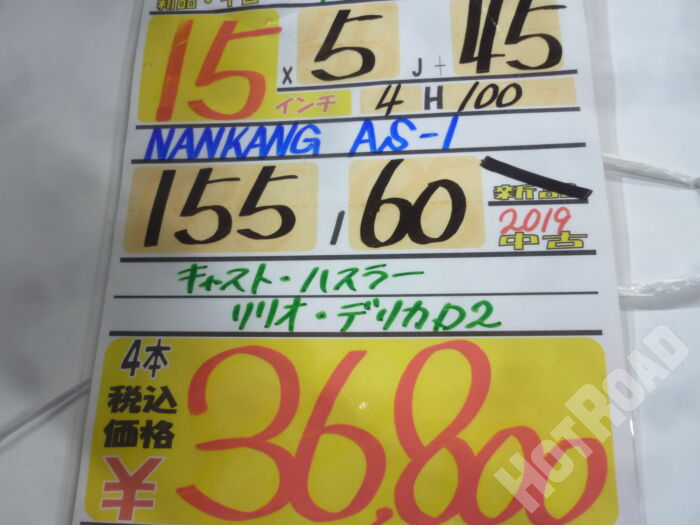 15 インチ x 5 J + 45
4 H 100
NANKANG AS-1
155 / 60 新品
2019
中古
キャスト・ハスラー
リリオ・デリカD2
4本
税込
価格
¥ 36,800
HOTROAD